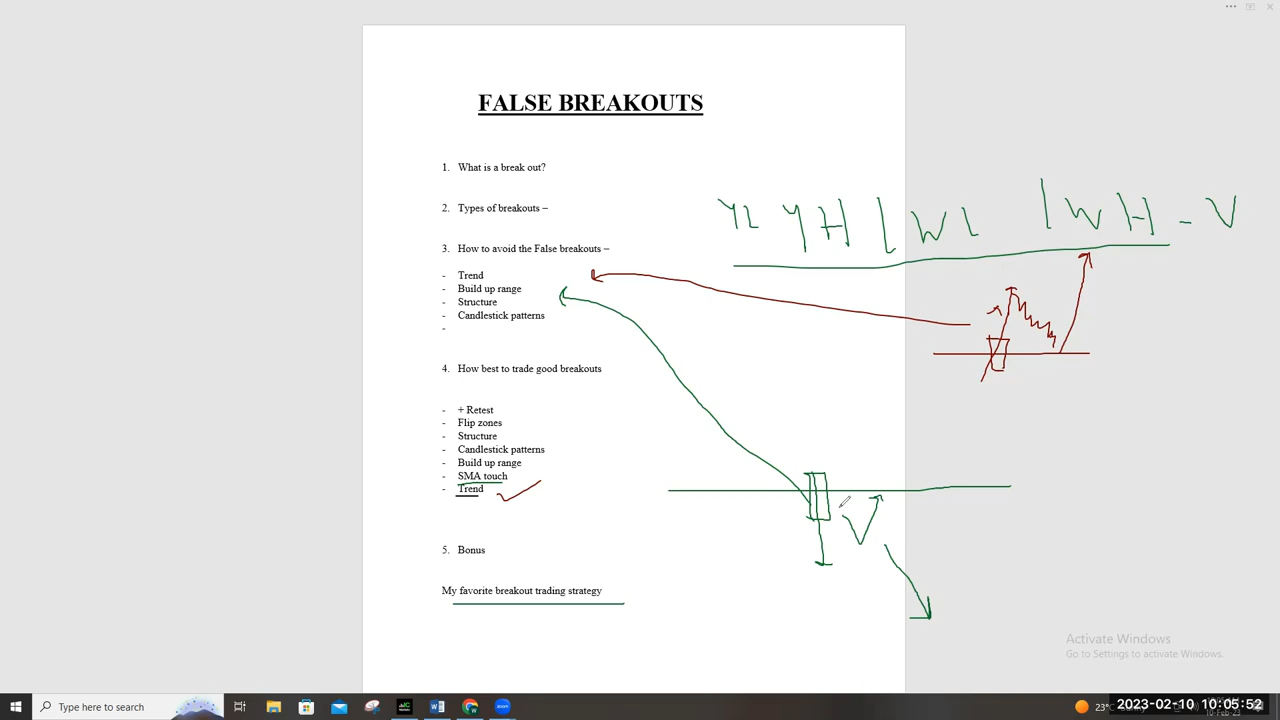 FALSE BREAKOUTS
1. What is a break out?
2. Types of breakouts –
3. How to avoid the False breakouts –
- Trend
- Build up range
- Structure
- Candlestick patterns
-
4. How best to trade good breakouts
- + Retest
- Flip zones
- Structure
- Candlestick patterns
- Build up range
- SMA touch
- Trend
5. Bonus
My favorite breakout trading strategy
YL YH | WL | WH - V
Activate Windows
Go to Settings to activate Windows.
Type here to search
23°
2023-02-10 10:05:52